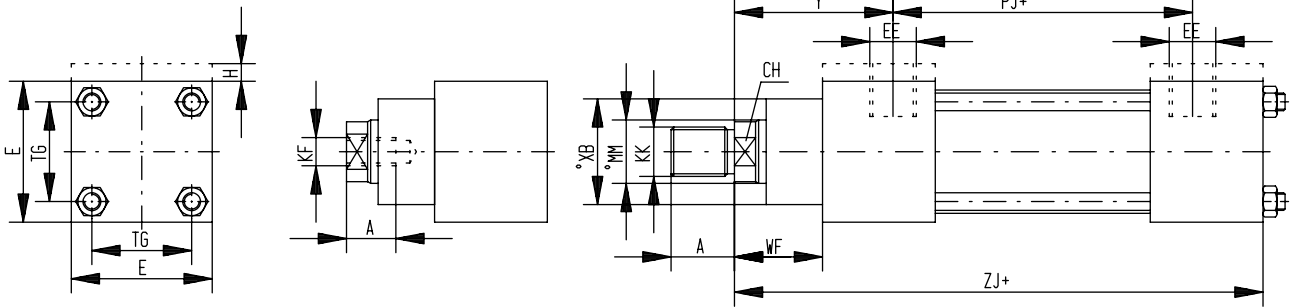 Y PJ+
EE EE
H
CH
E TG
KF
°XB °MM KK
A
A WF
TG
E
ZJ+